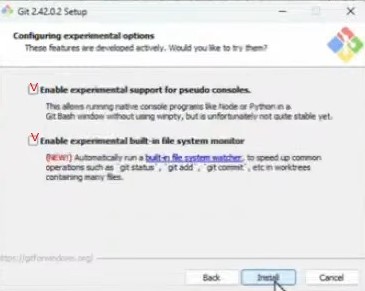 Git 2.42.0.2 Setup
Configuring experimental options
These features are developed actively. Would you like to try them?
Enable experimental support for pseudo consoles.
This allows running native console programs like Node or Python in a
Git Bash window without using winpty, but is unfortunately not quite stable yet.
Enable experimental built-in file system monitor
(NEW!) Automatically run a built-in file system watcher, to speed up common
operations such as `git status`, `git add`, `git commit`, etc in worktrees
containing many files.
https://gitforwindows.org/
Back Install Cancel